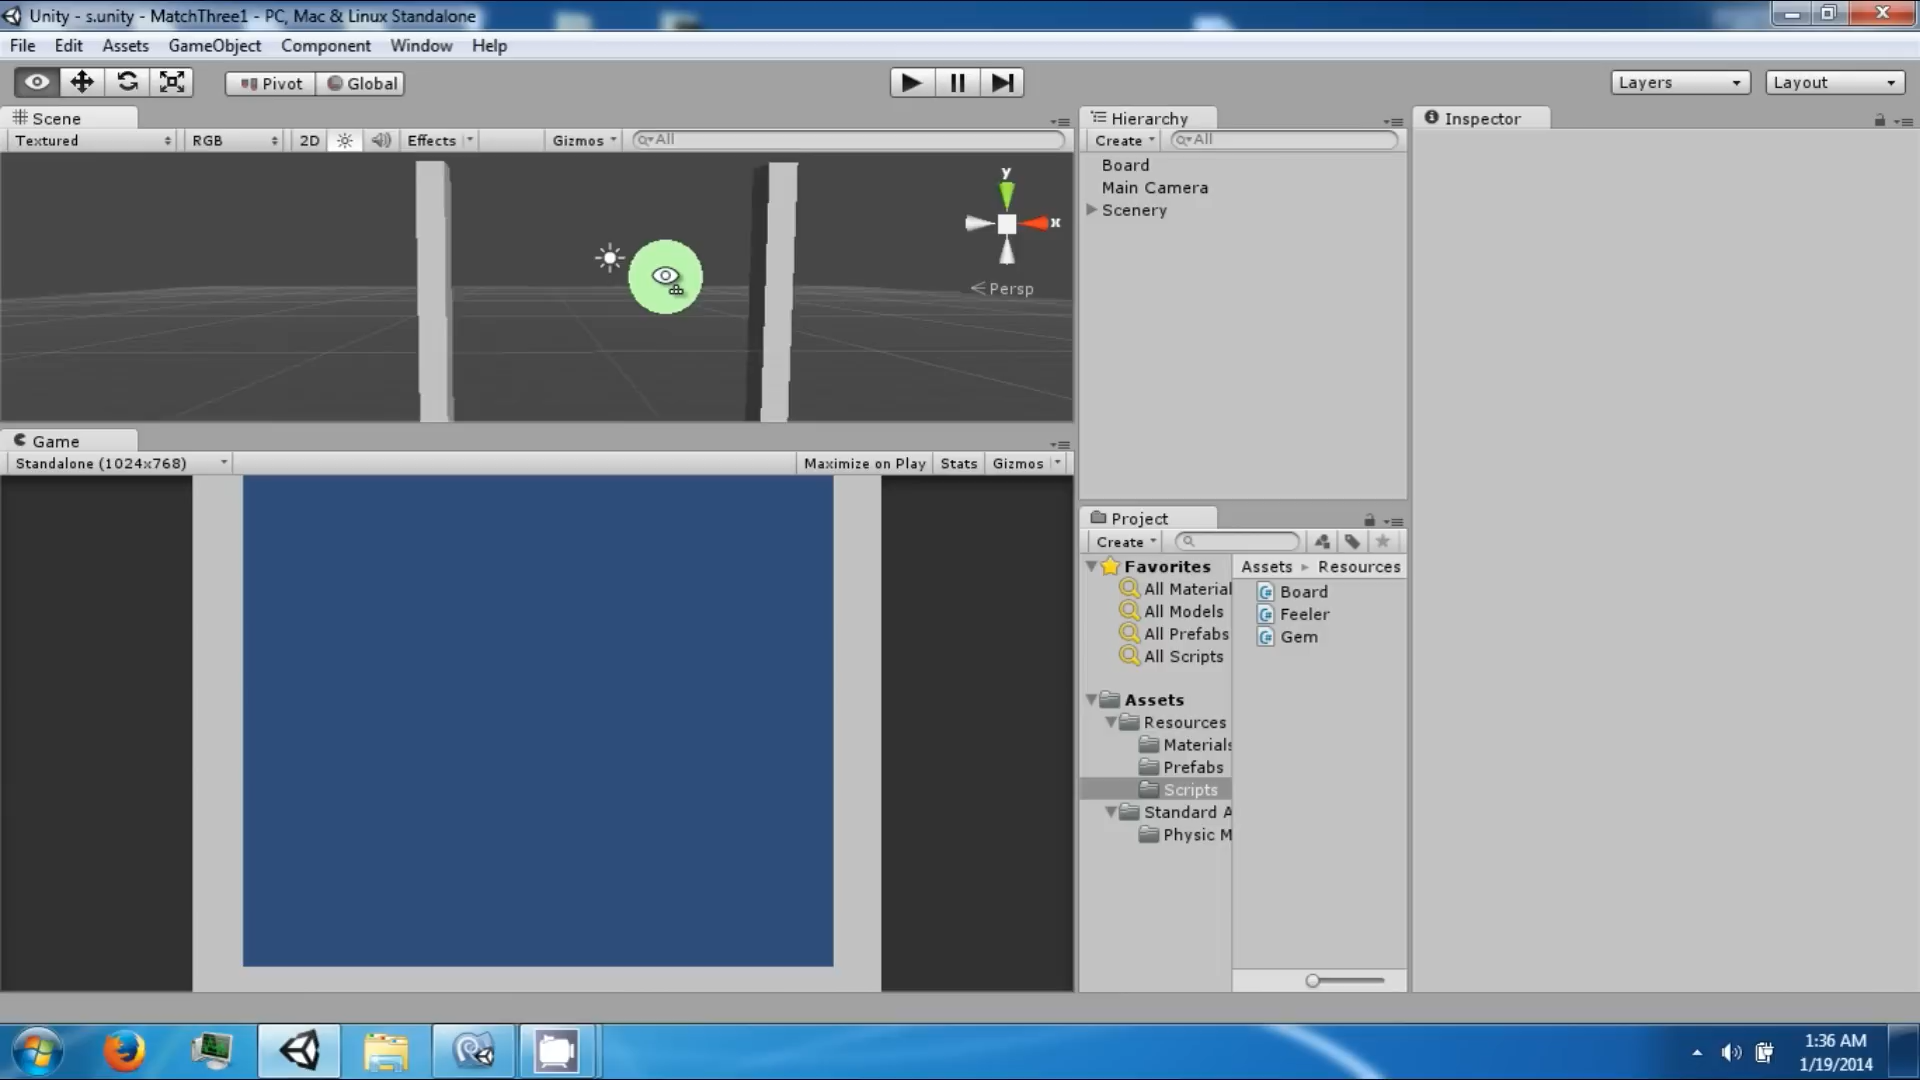 Unity - s.unity - MatchThree1 - PC, Mac & Linux Standalone
File Edit Assets GameObject Component Window Help
Pivot Global Layers Layout
Scene
Textured RGB 2D Effects Gizmos All
y
x
Persp
Game
Standalone (1024x768) Maximize on Play Stats Gizmos
Hierarchy
Create All
Board
Main Camera
Scenery
Project
Create
Favorites
All Material
All Models
All Prefabs
All Scripts
Assets
Resources
Materials
Prefabs
Scripts
Standard A
Physic M
Assets Resources
Board
Feeler
Gem
Inspector
1:36 AM
1/19/2014